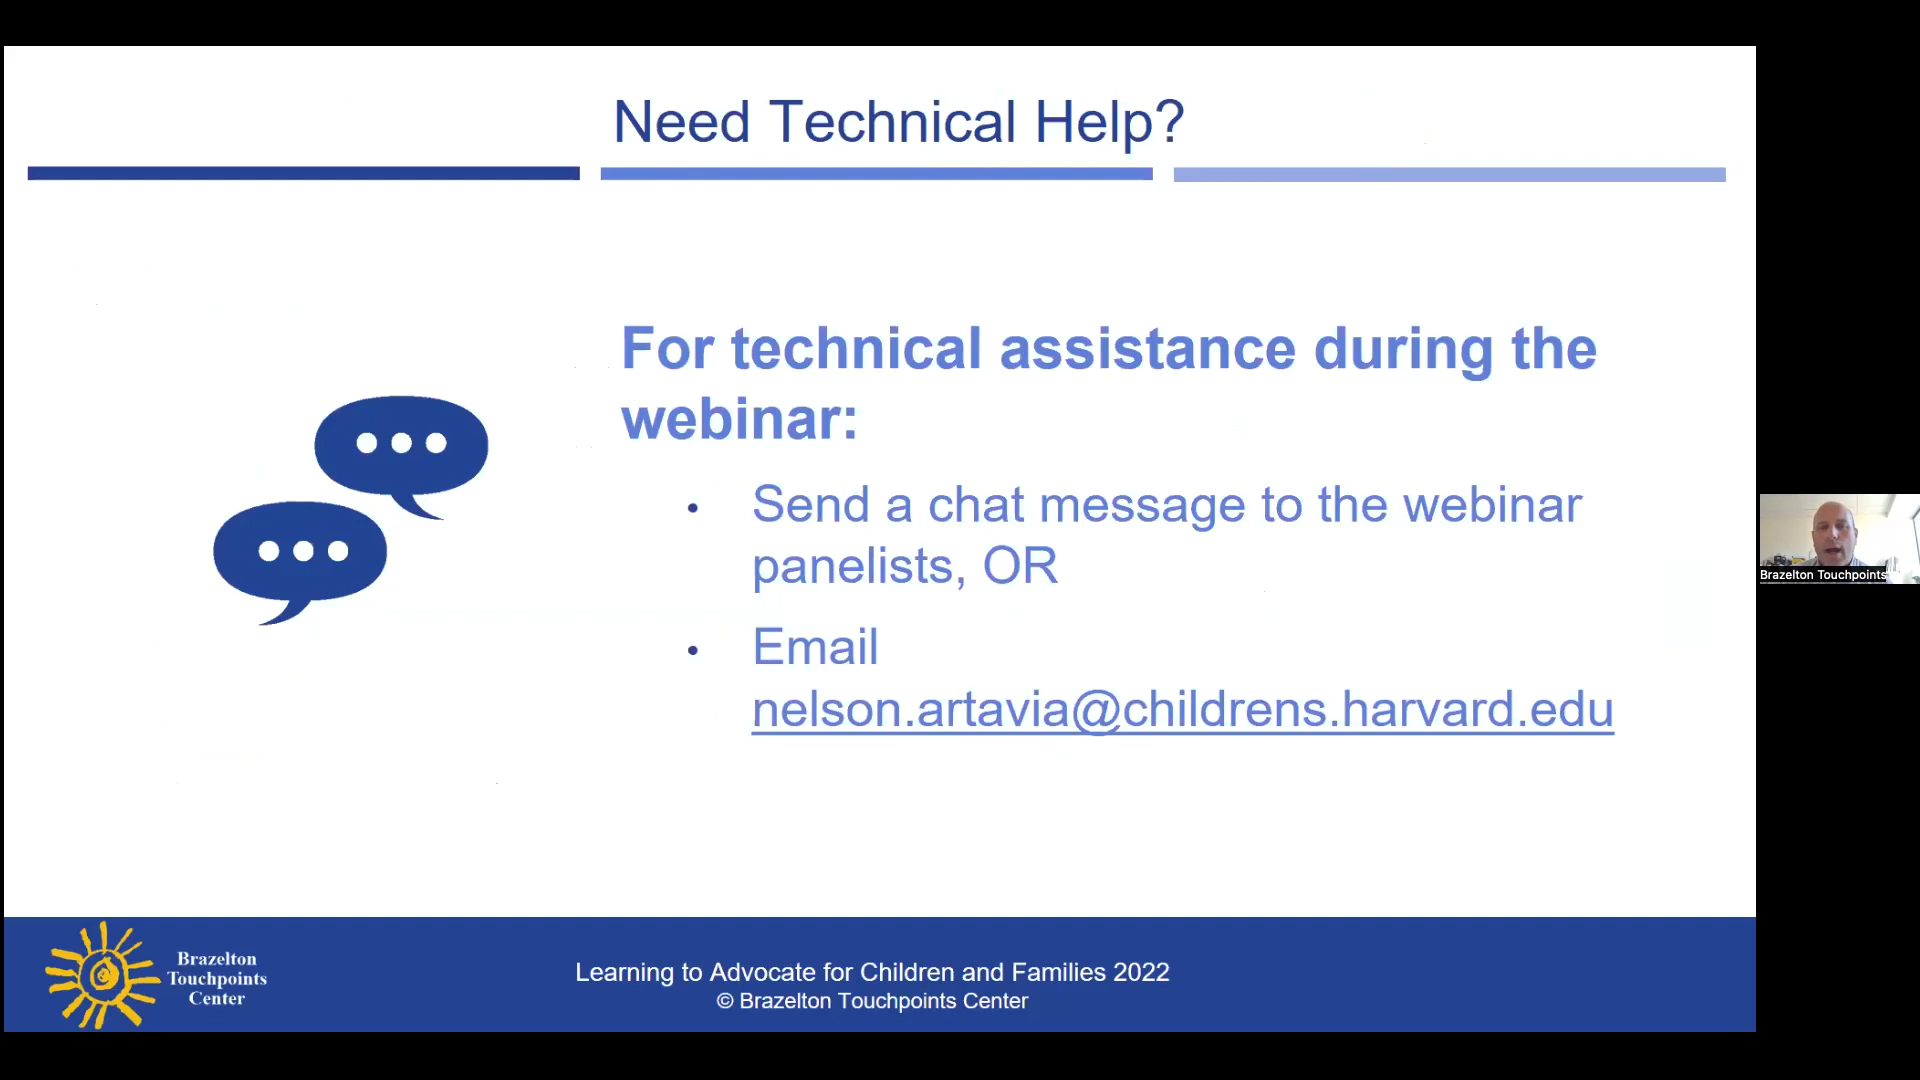 Need Technical Help?
For technical assistance during the
webinar:
• Send a chat message to the webinar
panelists, OR
• Email
nelson.artavia@childrens.harvard.edu
Brazelton Touchpoints
Brazelton
Touchpoints
Center
Learning to Advocate for Children and Families 2022
© Brazelton Touchpoints Center